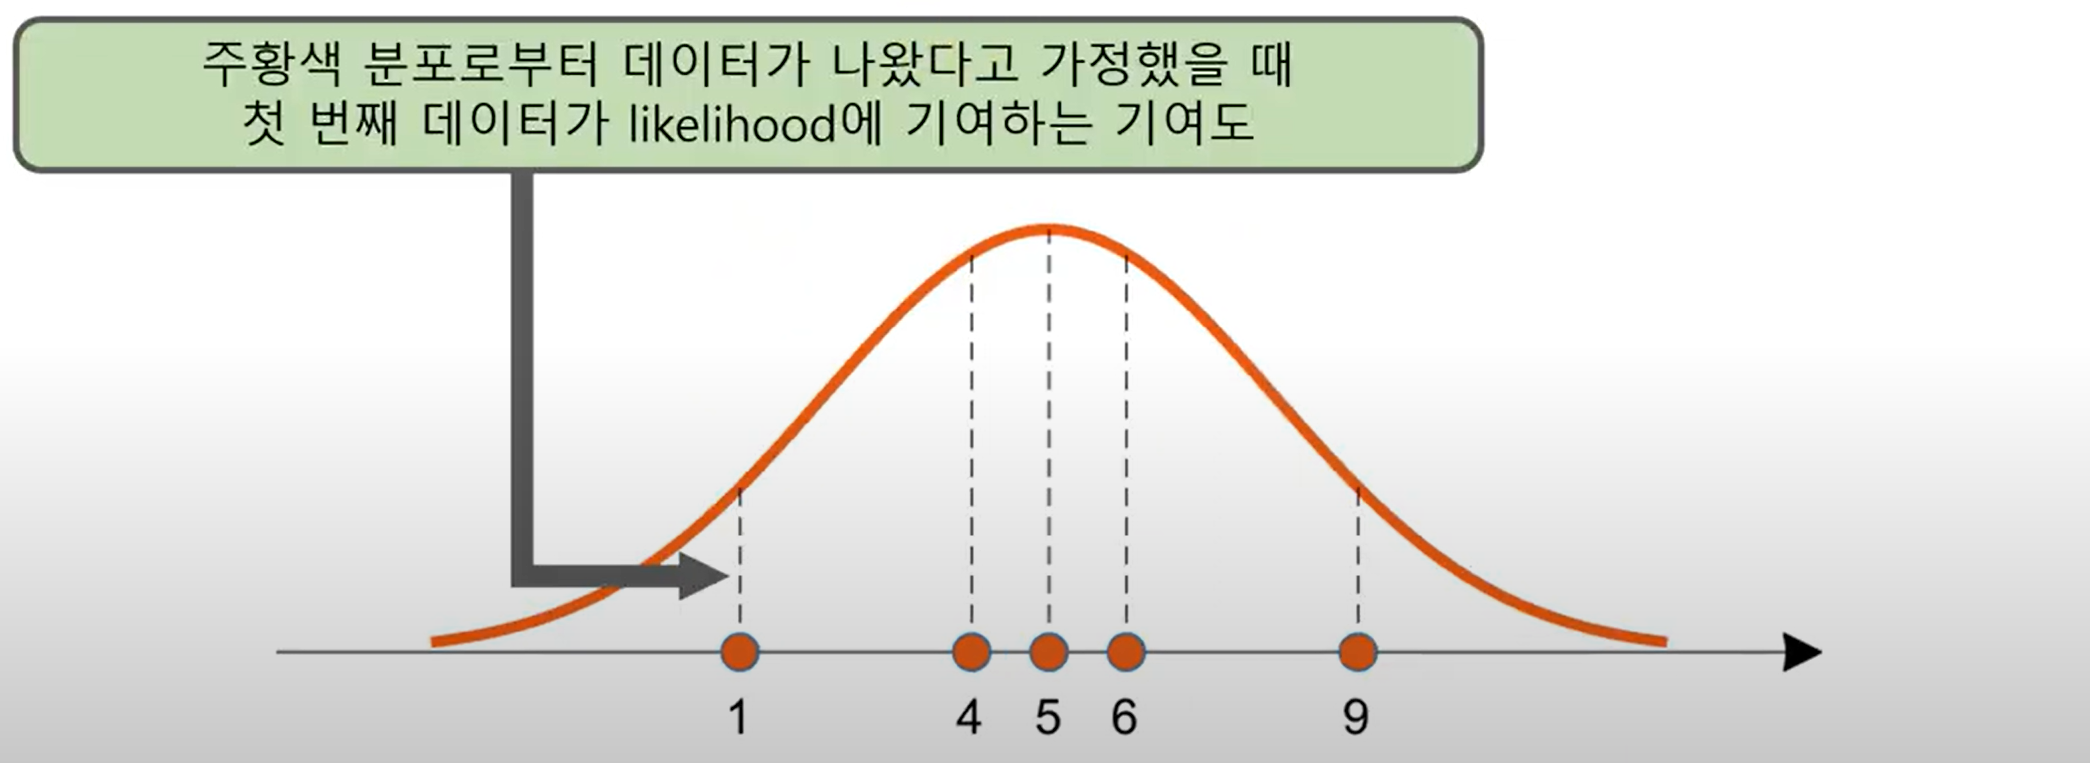 주황색 분포로부터 데이터가 나왔다고 가정했을 때
첫 번째 데이터가 likelihood에 기여하는 기여도
1 4 5 6 9